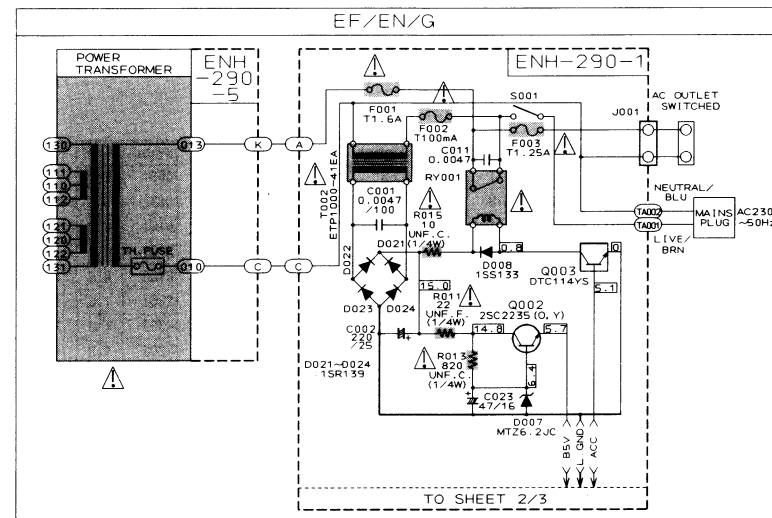 EF/EN/G
POWER
TRANSFORMER
ENH
-290
-5
ENH-290-1
130
111
110
112
121
120
122
131
013
010
TH.FUSE
K
A
C
C
F001
T1.6A
F002
T100mA
S001
F003
T1.25A
J001
AC OUTLET
SWITCHED
T002
ETP1000-41EA
C011
0.0047
RY001
C001
0.0047
/100
R015
10
UNF.C.
(1/4W)
D021
D022
D023
D024
D008
1SS133
0.8
Q003
DTC114YS
0
5.1
NEUTRAL/
BLU
TA002
TA001
MAINS
PLUG
AC230V
~50Hz
LIVE/
BRN
15.0
R011
22
UNF.F.
(1/4W)
Q002
2SC2235(O,Y)
14.8
5.7
C002
220
/25
+
R013
820
UNF.C.
(1/4W)
6.4
D021~D024
1SR139
+
C023
47/16
D007
MTZ6.2JC
B5V
L.GND
ACC
TO SHEET 2/3